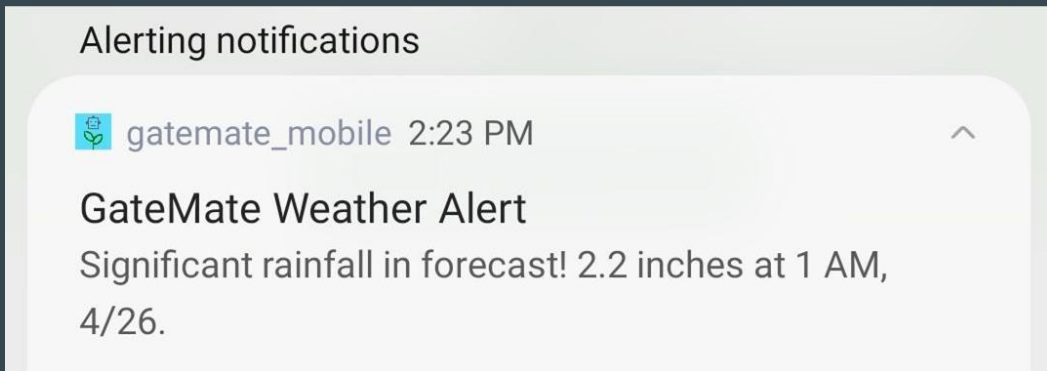 Alerting notifications
gatemate_mobile 2:23 PM
GateMate Weather Alert
Significant rainfall in forecast! 2.2 inches at 1 AM,
4/26.